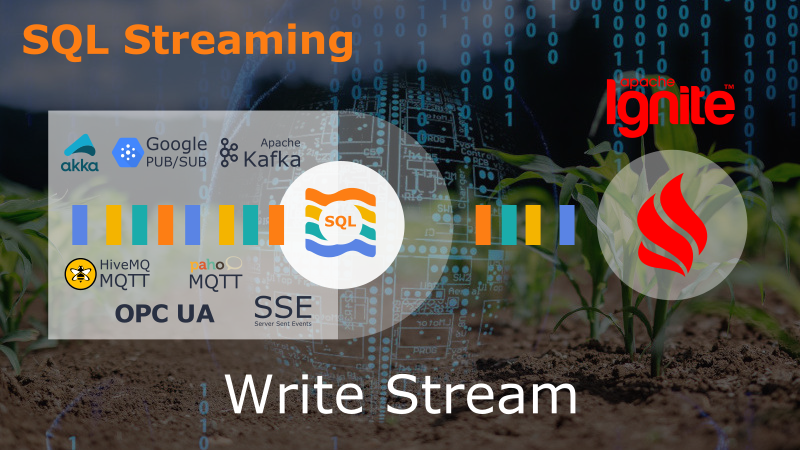 SQL Streaming
apache
Ignite™
akka
Google
PUB/SUB
Apache
Kafka
SQL
HiveMQ
MQTT
paho
MQTT
OPC UA
SSE
Server Sent Events
Write Stream